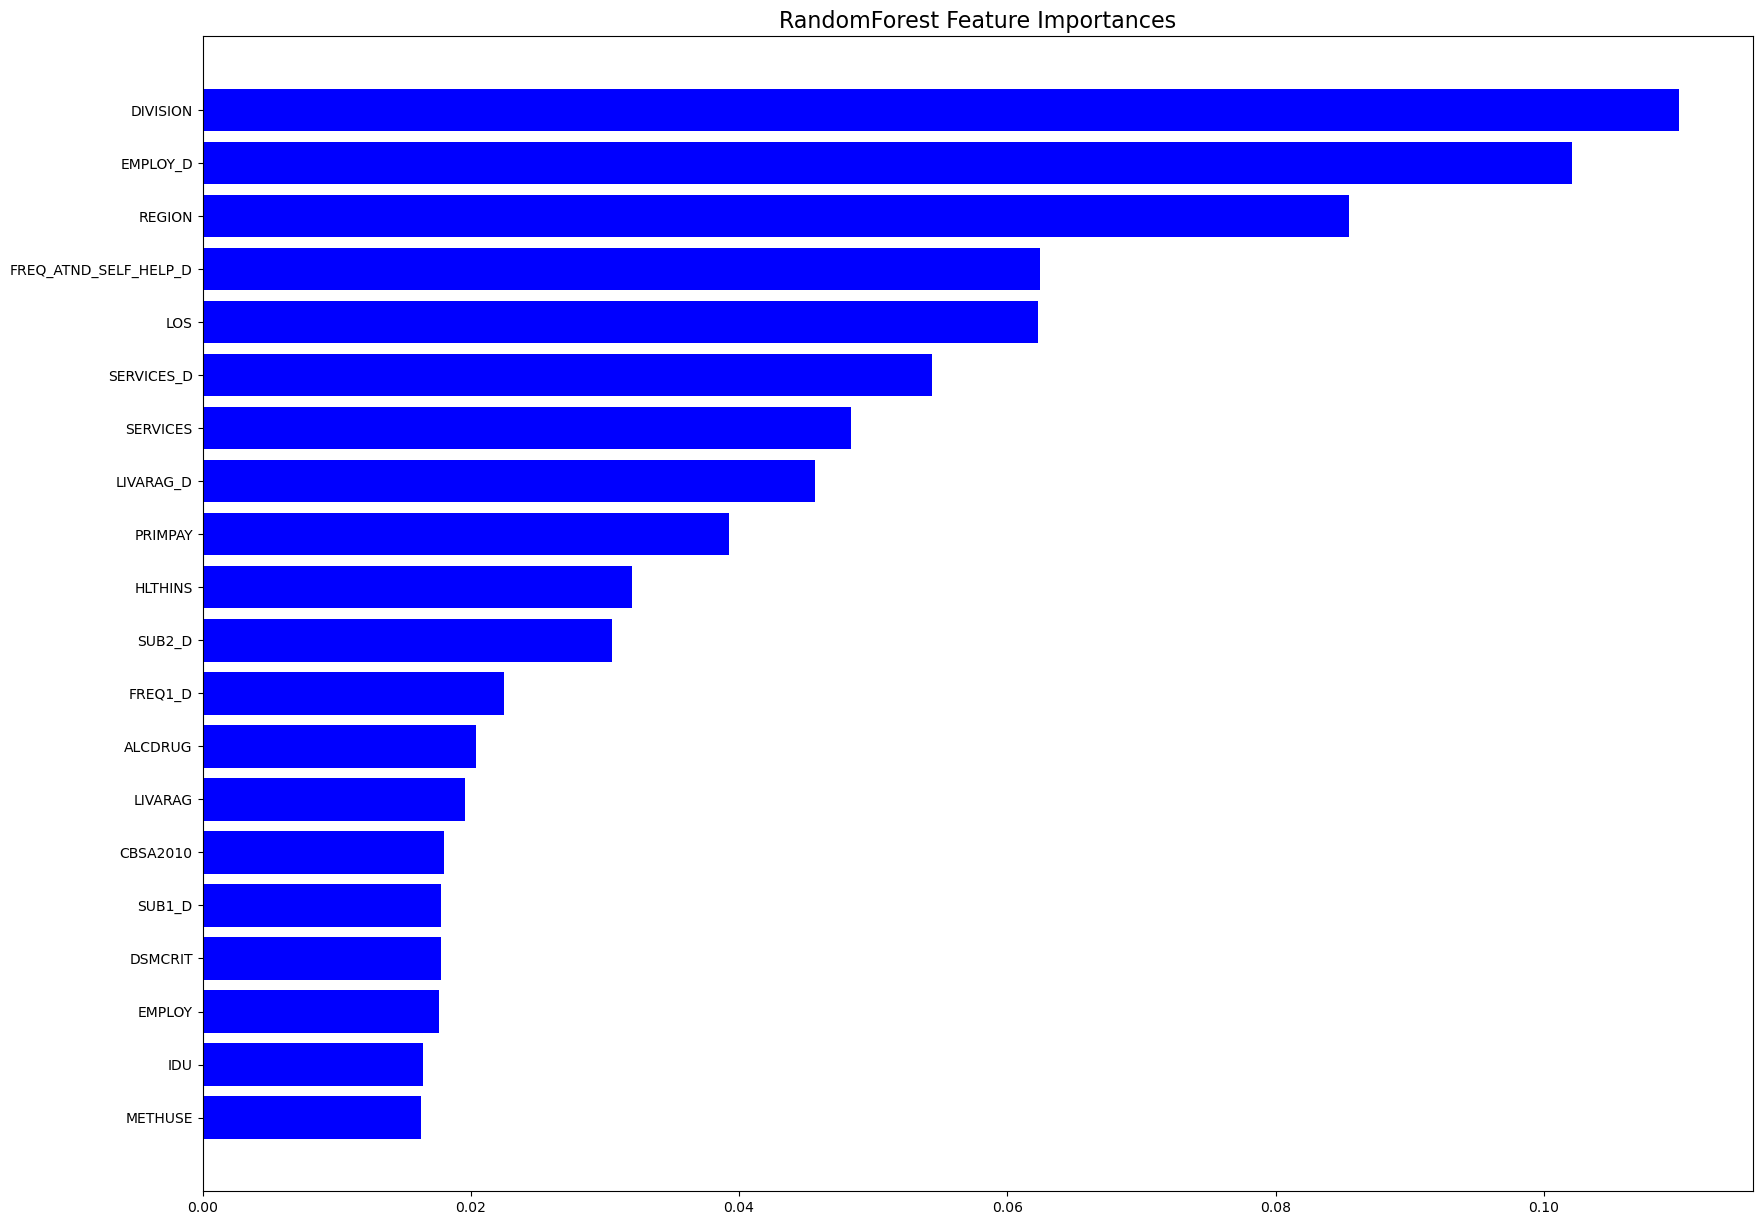 RandomForest Feature Importances
DIVISION
EMPLOY_D
REGION
FREQ_ATND_SELF_HELP_D
LOS
SERVICES_D
SERVICES
LIVARAG_D
PRIMPAY
HLTHINS
SUB2_D
FREQ1_D
ALCDRUG
LIVARAG
CBSA2010
SUB1_D
DSMCRIT
EMPLOY
IDU
METHUSE
0.00 0.02 0.04 0.06 0.08 0.10